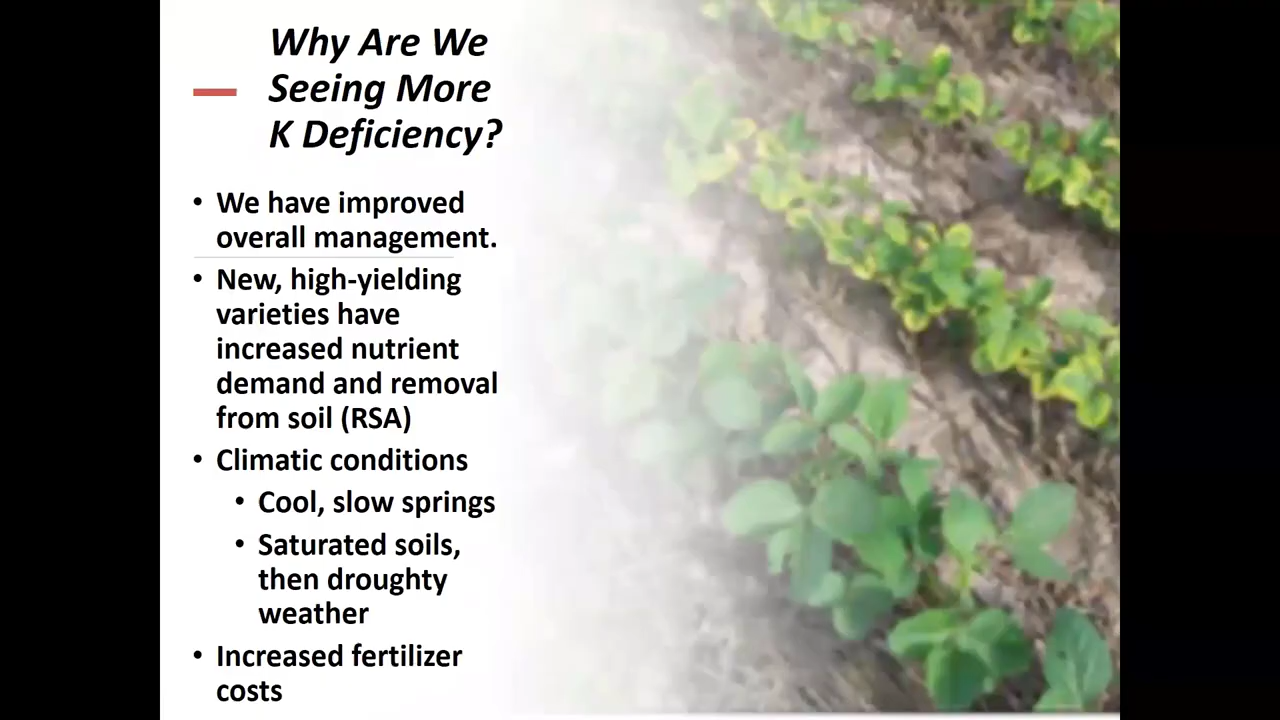 Why Are We
Seeing More
K Deficiency?
• We have improved
overall management.
• New, high-yielding
varieties have
increased nutrient
demand and removal
from soil (RSA)
• Climatic conditions
• Cool, slow springs
• Saturated soils,
then droughty
weather
• Increased fertilizer
costs